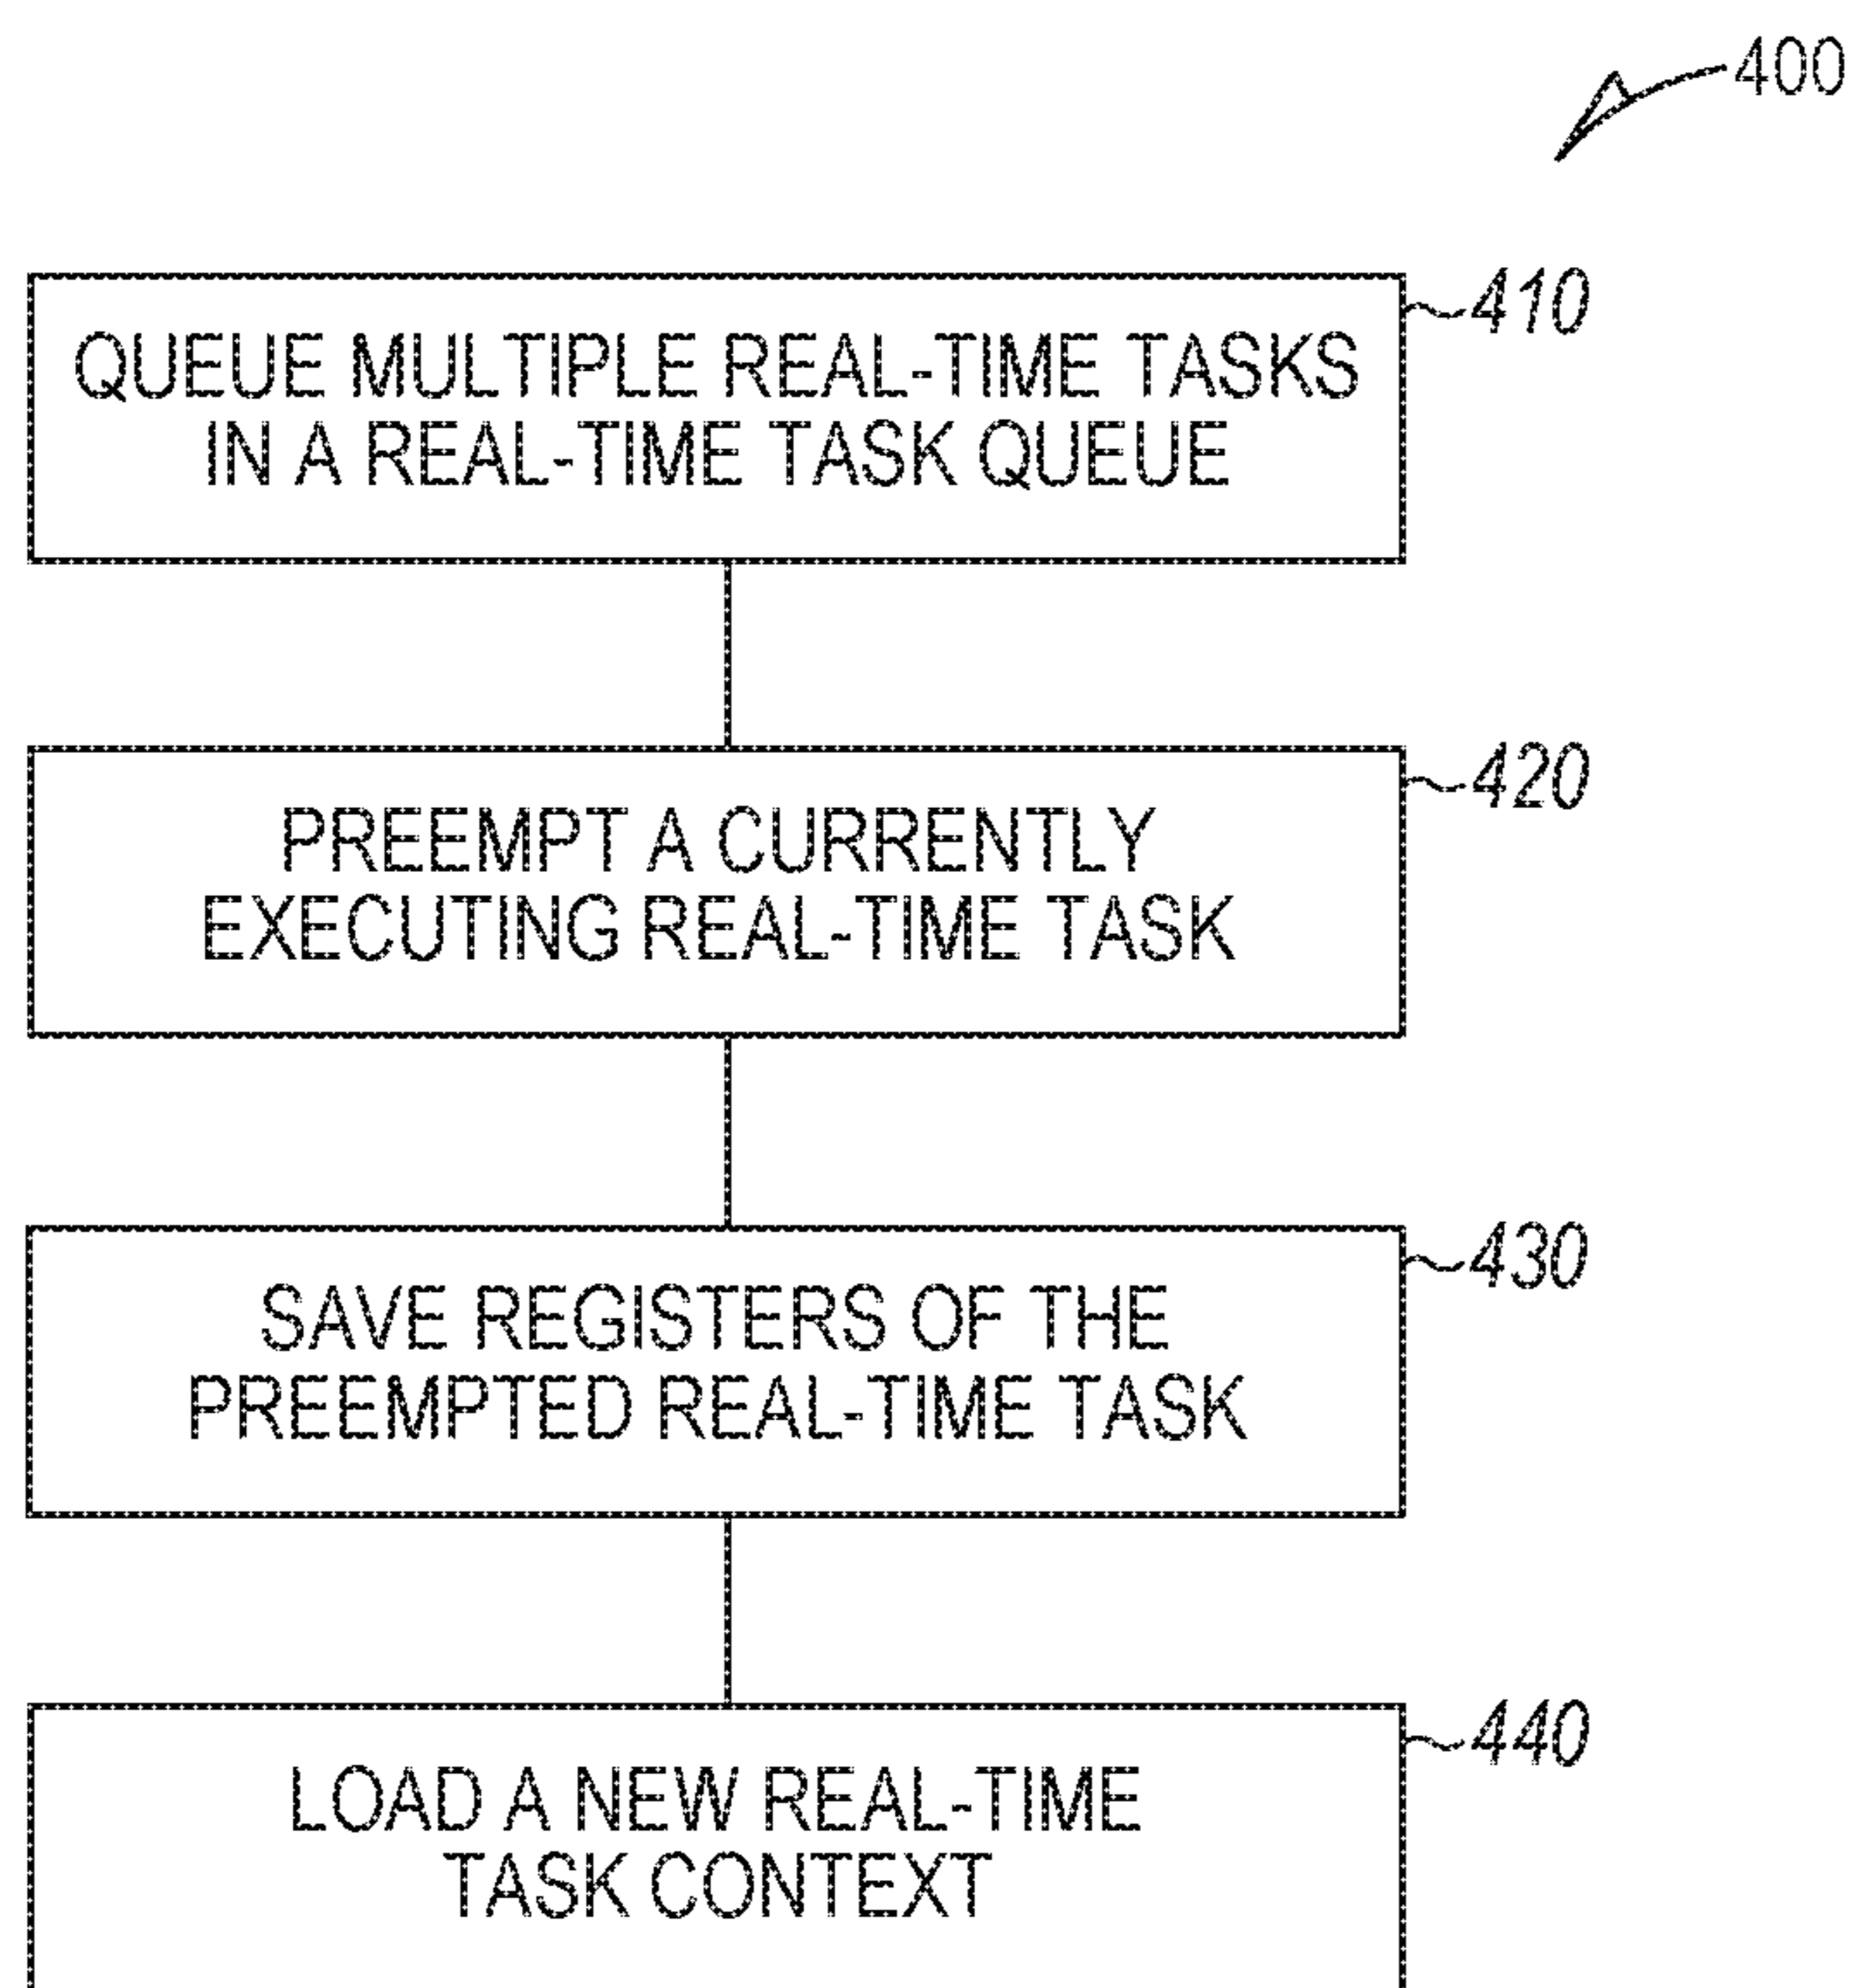 400
410
QUEUE MULTIPLE REAL-TIME TASKS
IN A REAL-TIME TASK QUEUE
420
PREEMPT A CURRENTLY
EXECUTING REAL-TIME TASK
430
SAVE REGISTERS OF THE
PREEMPTED REAL-TIME TASK
440
LOAD A NEW REAL-TIME
TASK CONTEXT